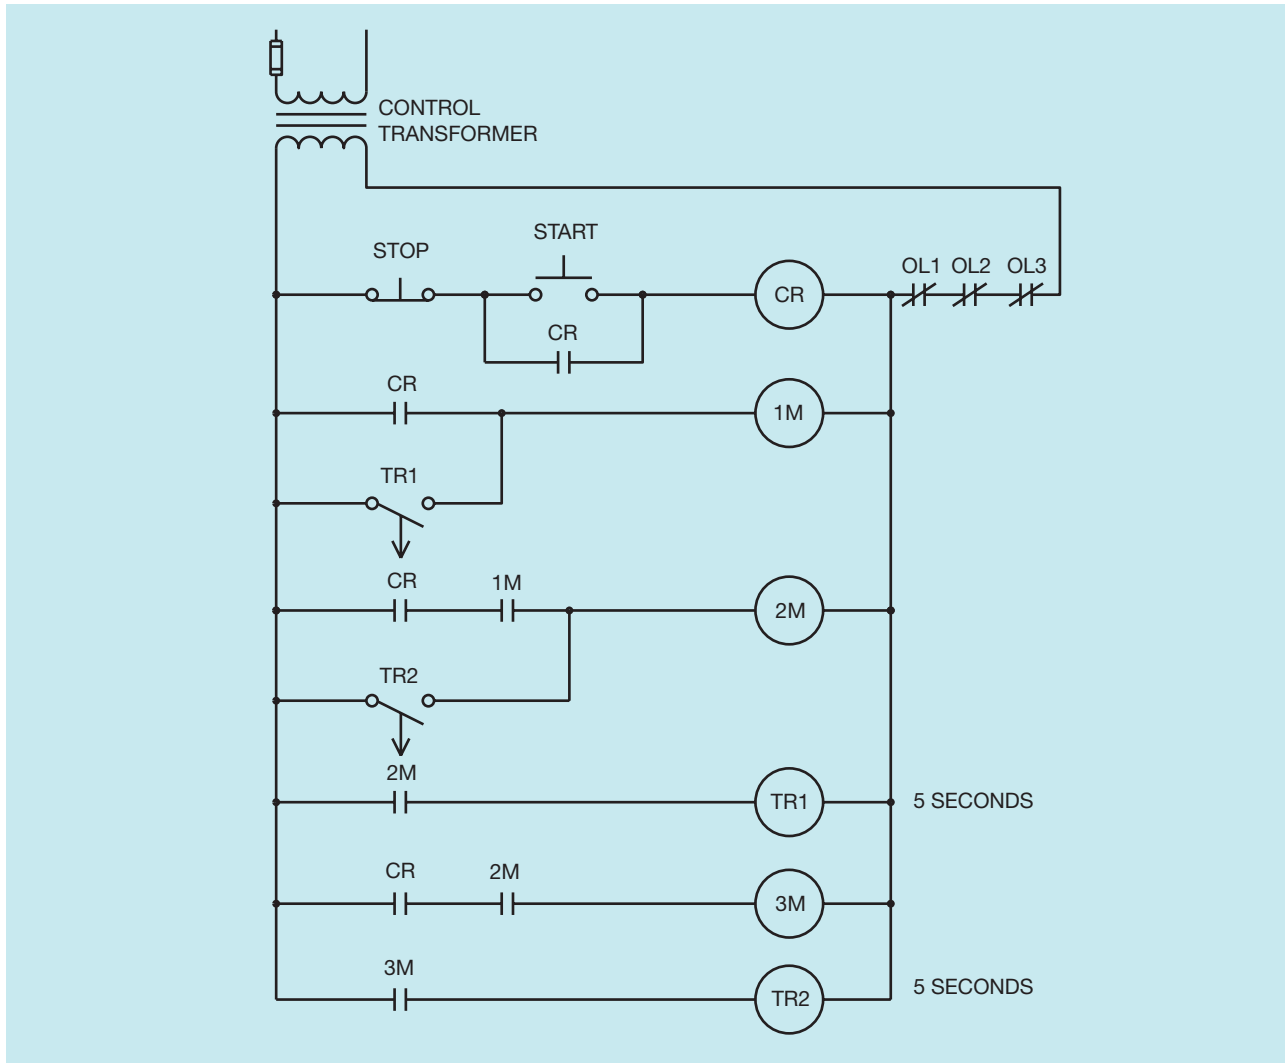 CONTROL
TRANSFORMER
START
STOP
OL1 OL2 OL3
CR
CR
CR
1M
TR1
CR 1M
2M
TR2
2M
TR1 5 SECONDS
CR 2M
3M
3M
TR2 5 SECONDS